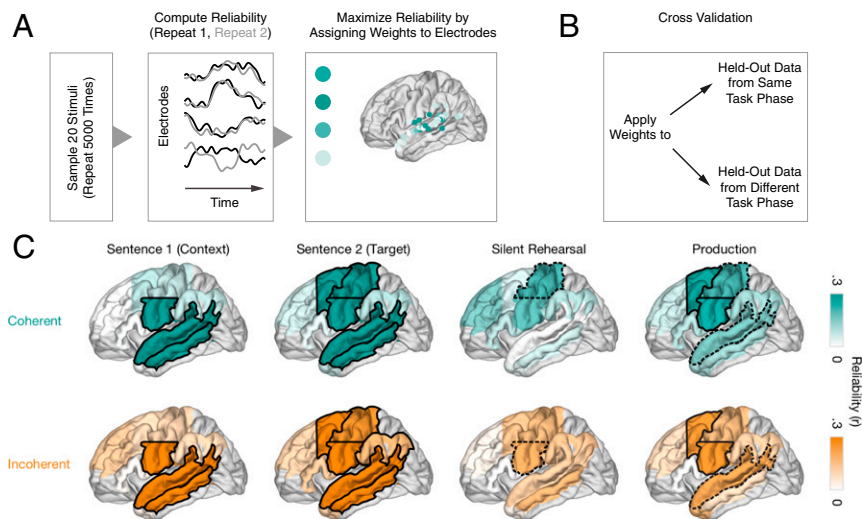 A
Compute Reliability
(Repeat 1, Repeat 2)
Maximize Reliability by
Assigning Weights to Electrodes
B
Cross Validation
Sample 20 Stimuli
(Repeat 5000 Times)
Electrodes
Time
Apply
Weights to
Held-Out Data
from Same
Task Phase
Held-Out Data
from Different
Task Phase
C
Sentence 1 (Context)
Sentence 2 (Target)
Silent Rehearsal
Production
Coherent
Incoherent
.3
0
.3
0
Reliability (r)